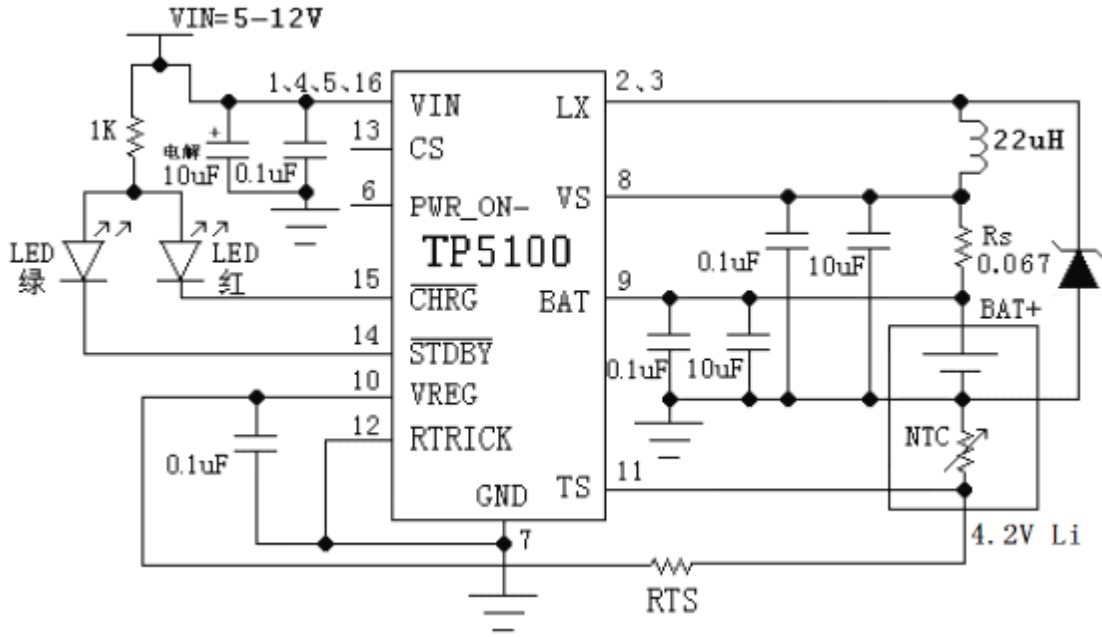 VIN=5-12V
1、4、5、16
2、3
VIN
LX
1K
+
电解
10uF
0.1uF
13
CS
22uH
6
PWR_ON-
8
VS
TP5100
LED
绿
LED
红
0.1uF
10uF
Rs
0.067
15
CHRG
9
BAT
BAT+
14
STDBY
0.1uF
10uF
10
VREG
12
RTRICK
0.1uF
NTC
11
TS
GND
7
4.2V Li
RTS